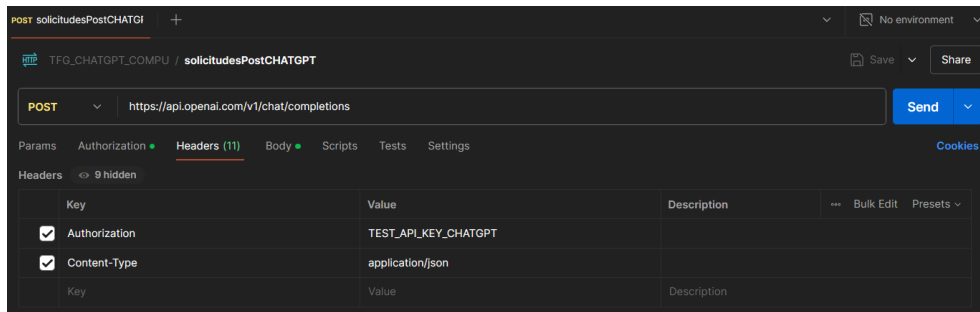 POST solicitudesPostCHATGI
No environment
HTTP TFG_CHATGPT_COMPU / solicitudesPostCHATGPT Save Share
POST https://api.openai.com/v1/chat/completions Send
Params Authorization Headers (11) Body Scripts Tests Settings Cookies
Headers 9 hidden
Key Value Description Bulk Edit Presets
Authorization TEST_API_KEY_CHATGPT
Content-Type application/json
Key Value Description